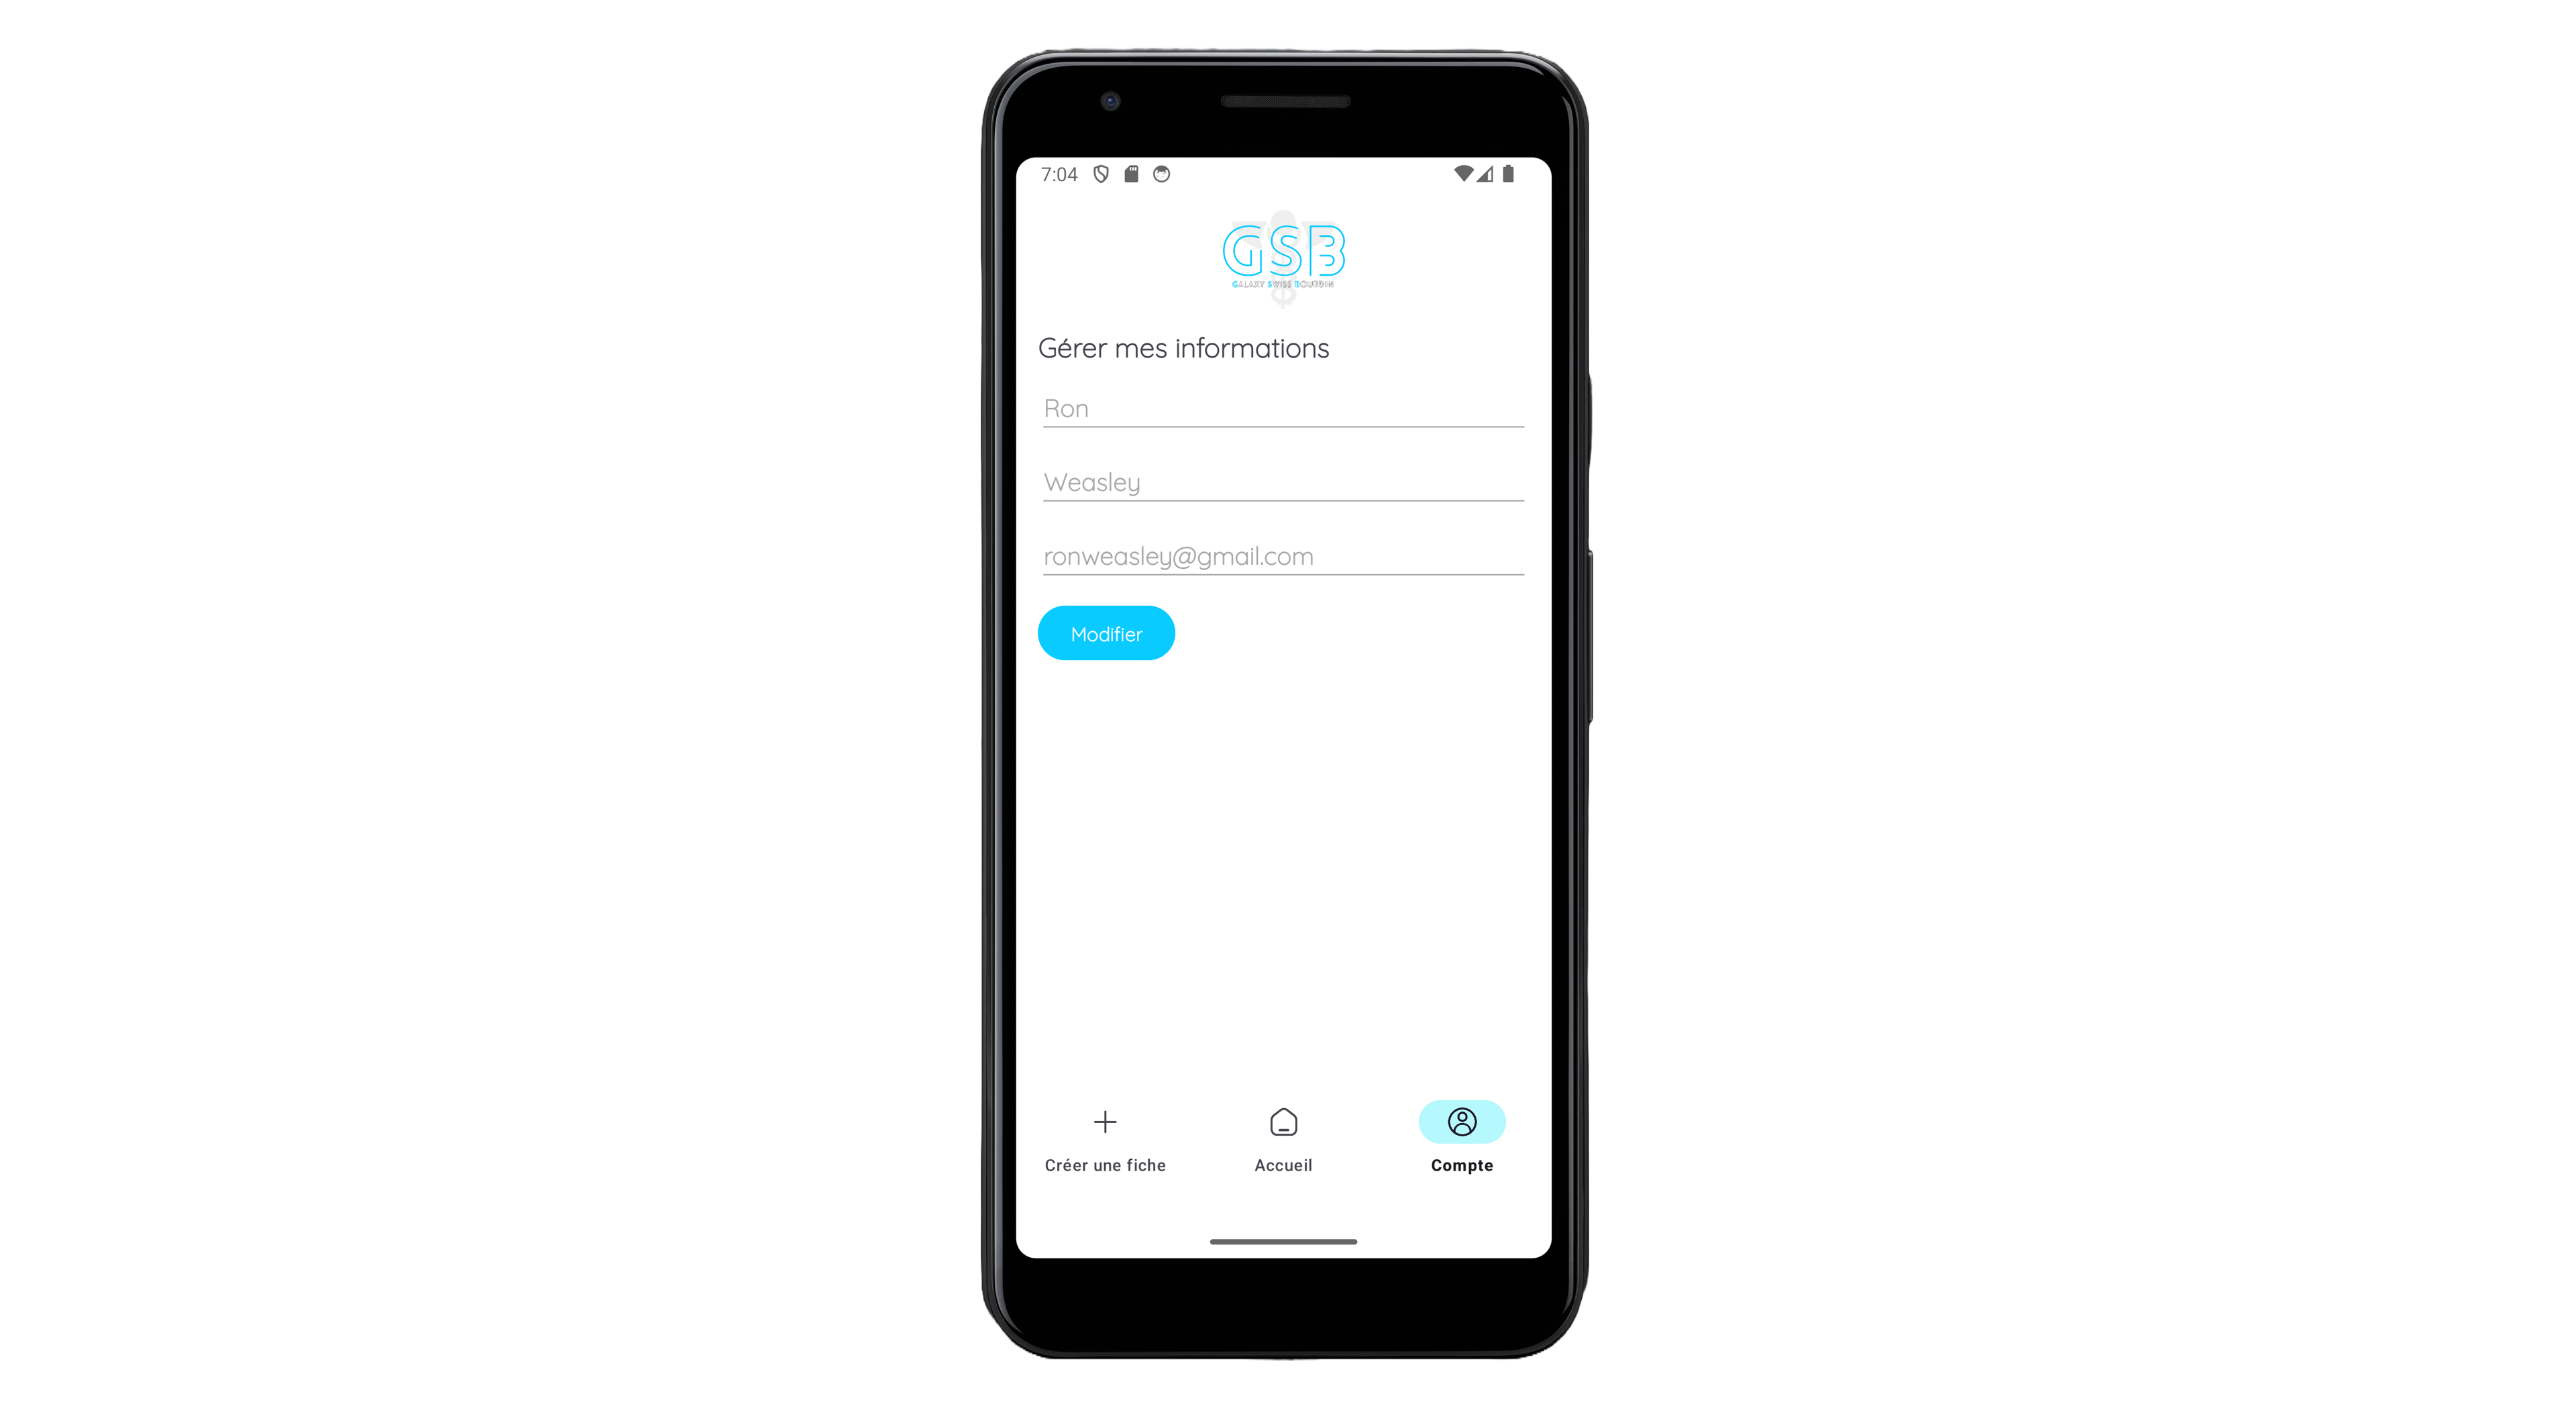 7:04
GSB
GALAXY SWISS BOURDIN
Gérer mes informations
Ron
Weasley
ronweasley@gmail.com
Modifier
Créer une fiche
Accueil
Compte